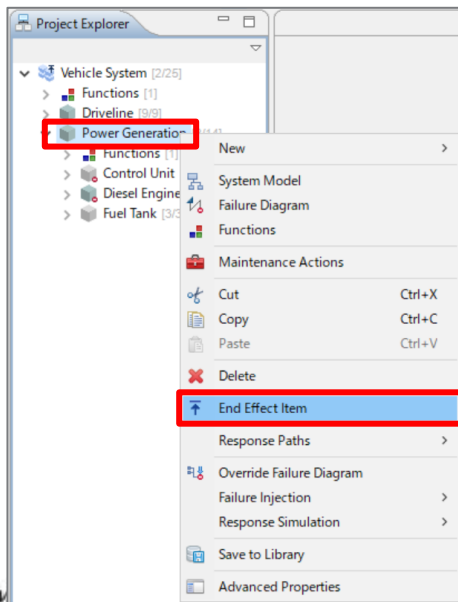 Project Explorer
Vehicle System [2/25]
Functions [1]
Driveline [9/9]
Power Generation
Functions [1]
Control Unit
Diesel Engine
Fuel Tank [3/3
New
System Model
Failure Diagram
Functions
Maintenance Actions
Cut Ctrl+X
Copy Ctrl+C
Paste Ctrl+V
Delete
End Effect Item
Response Paths
Override Failure Diagram
Failure Injection
Response Simulation
Save to Library
Advanced Properties